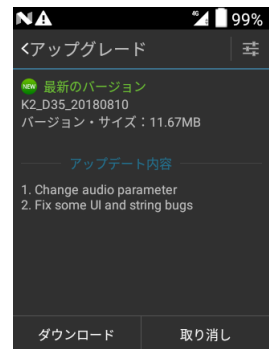 4G 99%
<アップグレード
NEW 最新のバージョン
K2_D35_20180810
バージョン・サイズ：11.67MB
アップデート内容
1. Change audio parameter
2. Fix some UI and string bugs
ダウンロード 取り消し